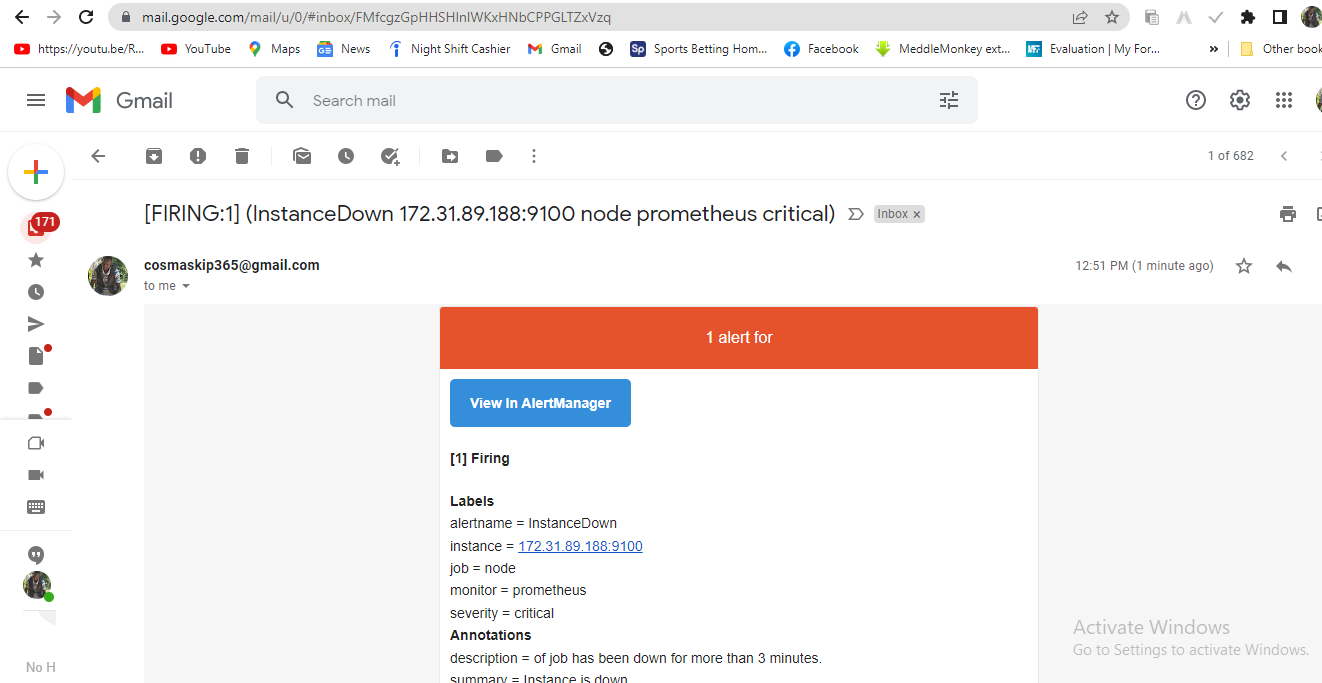 mail.google.com/mail/u/0/#inbox/FMfcgzGpHHSHlnlWKxHNbCPPGLTZxVzq
https://youtu.be/R... YouTube Maps News Night Shift Cashier Gmail Sp Sports Betting Hom... Facebook MeddleMonkey ext... Evaluation | My For... » Other book
Gmail Search mail
1 of 682
171
[FIRING:1] (InstanceDown 172.31.89.188:9100 node prometheus critical) Inbox ×
cosmaskip365@gmail.com 12:51 PM (1 minute ago)
to me
1 alert for
View in AlertManager
[1] Firing
Labels
alertname = InstanceDown
instance = 172.31.89.188:9100
job = node
monitor = prometheus
severity = critical
Annotations
description = of job has been down for more than 3 minutes.
summary = Instance is down
Activate Windows
Go to Settings to activate Windows.
No H